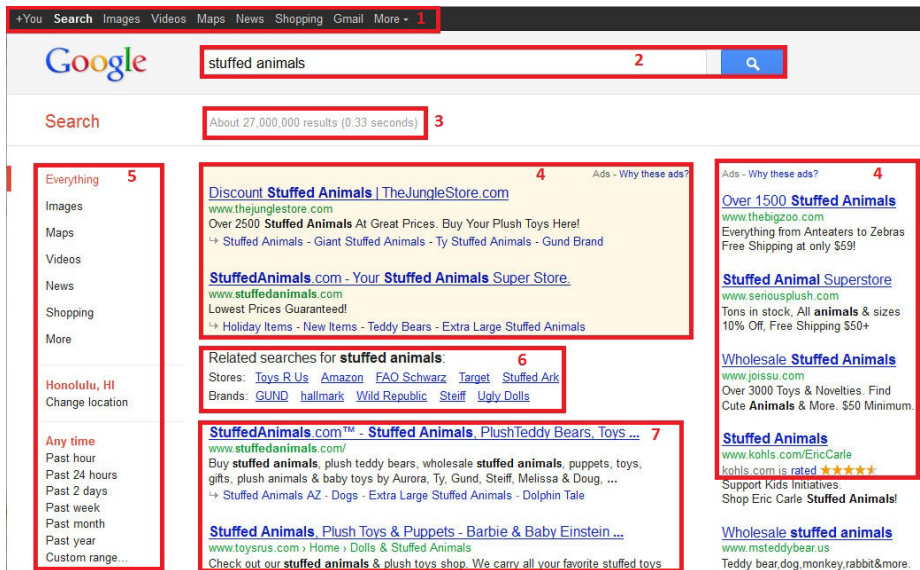 +You Search Images Videos Maps News Shopping Gmail More 1
Google
stuffed animals 2
Search
About 27,000,000 results (0.33 seconds) 3
5
Everything
Images
Maps
Videos
News
Shopping
More
Honolulu, HI
Change location
Any time
Past hour
Past 24 hours
Past 2 days
Past week
Past month
Past year
Custom range...
4 Ads - Why these ads?
Discount Stuffed Animals | TheJungleStore.com
www.thejunglestore.com
Over 2500 Stuffed Animals At Great Prices. Buy Your Plush Toys Here!
↪ Stuffed Animals - Giant Stuffed Animals - Ty Stuffed Animals - Gund Brand
StuffedAnimals.com - Your Stuffed Animals Super Store.
www.stuffedanimals.com
Lowest Prices Guaranteed!
↪ Holiday Items - New Items - Teddy Bears - Extra Large Stuffed Animals
Related searches for stuffed animals: 6
Stores: Toys R Us Amazon FAO Schwarz Target Stuffed Ark
Brands: GUND hallmark Wild Republic Steiff Ugly Dolls
StuffedAnimals.com™ - Stuffed Animals, PlushTeddy Bears, Toys ... 7
www.stuffedanimals.com/
Buy stuffed animals, plush teddy bears, wholesale stuffed animals, puppets, toys,
gifts, plush animals & baby toys by Aurora, Ty, Gund, Steiff, Melissa & Doug, ...
↪ Stuffed Animals AZ - Dogs - Extra Large Stuffed Animals - Dolphin Tale
Stuffed Animals, Plush Toys & Puppets - Barbie & Baby Einstein ...
www.toysrus.com › Home › Dolls & Stuffed Animals
Check out our stuffed animals & plush toys shop. We carry all your favorite stuffed toys
Ads - Why these ads? 4
Over 1500 Stuffed Animals
www.thebigzoo.com
Everything from Anteaters to Zebras
Free Shipping at only $59!
Stuffed Animal Superstore
www.seriousplush.com
Tons in stock, All animals & sizes
10% Off, Free Shipping $50+
Wholesale Stuffed Animals
www.joissu.com
Over 3000 Toys & Novelties. Find
Cute Animals & More. $50 Minimum.
Stuffed Animals
www.kohls.com/EricCarle
kohls.com is rated
Support Kids Initiatives.
Shop Eric Carle Stuffed Animals!
Wholesale stuffed animals
www.msteddybear.us
Teddy bear,dog,monkey,rabbit&more.